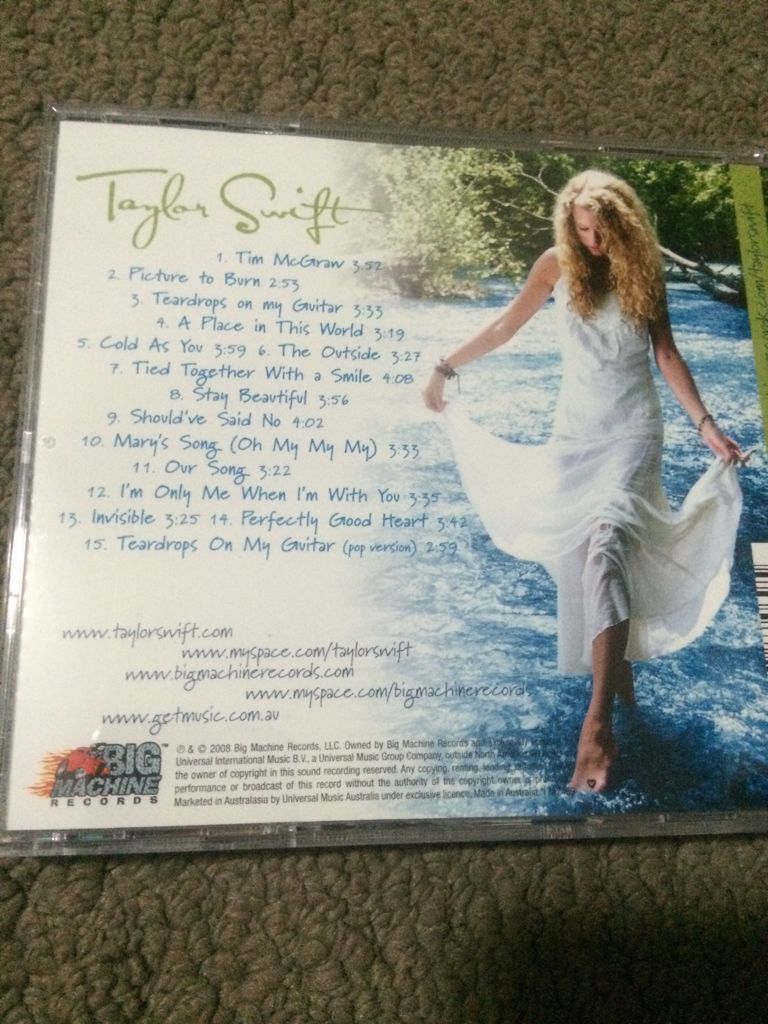 Taylor Swift
1. Tim McGraw 3:52
2. Picture to Burn 2:53
3. Teardrops on my Guitar 3:33
4. A Place in This World 3:19
5. Cold As You 3:59 6. The Outside 3:27
7. Tied Together With a Smile 4:08
8. Stay Beautiful 3:56
9. Should've Said No 4:02
10. Mary's Song (Oh My My My) 3:33
11. Our Song 3:22
12. I'm Only Me When I'm With You 3:35
13. Invisible 3:25 14. Perfectly Good Heart 3:42
15. Teardrops On My Guitar (pop version) 2:59
www.taylorswift.com
www.myspace.com/taylorswift
www.bigmachinerecords.com
www.myspace.com/bigmachinerecords
www.getmusic.com.au
BIG MACHINE™
RECORDS
℗ & © 2008 Big Machine Records, LLC. Owned by Big Machine Records and
Universal International Music B.V., a Universal Music Group Company, outside North
the owner of copyright in this sound recording reserved. Any copying, renting, lending,
performance or broadcast of this record without the authority of the copyright owner is
Marketed in Australasia by Universal Music Australia under exclusive licence. Made in Australia.
.com/taylorswift